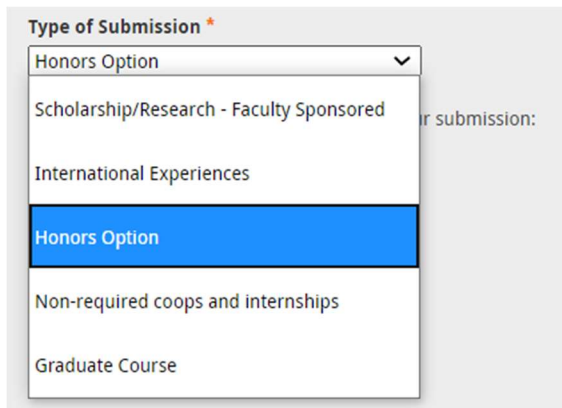 Type of Submission *
Honors Option
Scholarship/Research - Faculty Sponsored
submission:
International Experiences
Honors Option
Non-required coops and internships
Graduate Course